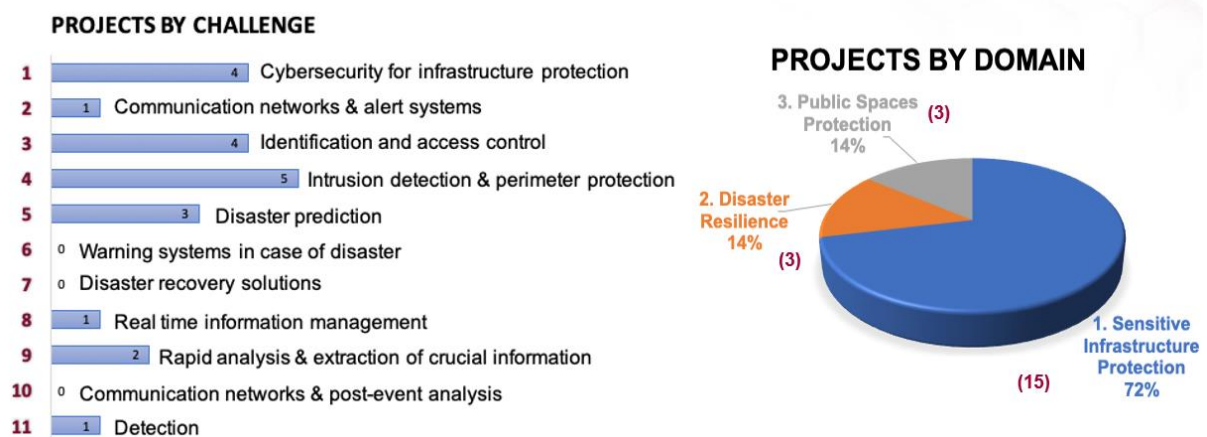 PROJECTS BY CHALLENGE
1 4 Cybersecurity for infrastructure protection
2 1 Communication networks & alert systems
3 4 Identification and access control
4 5 Intrusion detection & perimeter protection
5 3 Disaster prediction
6 0 Warning systems in case of disaster
7 0 Disaster recovery solutions
8 1 Real time information management
9 2 Rapid analysis & extraction of crucial information
10 0 Communication networks & post-event analysis
11 1 Detection
PROJECTS BY DOMAIN
3. Public Spaces
Protection
14%
(3)
2. Disaster
Resilience
14%
(3)
1. Sensitive
Infrastructure
Protection
72%
(15)